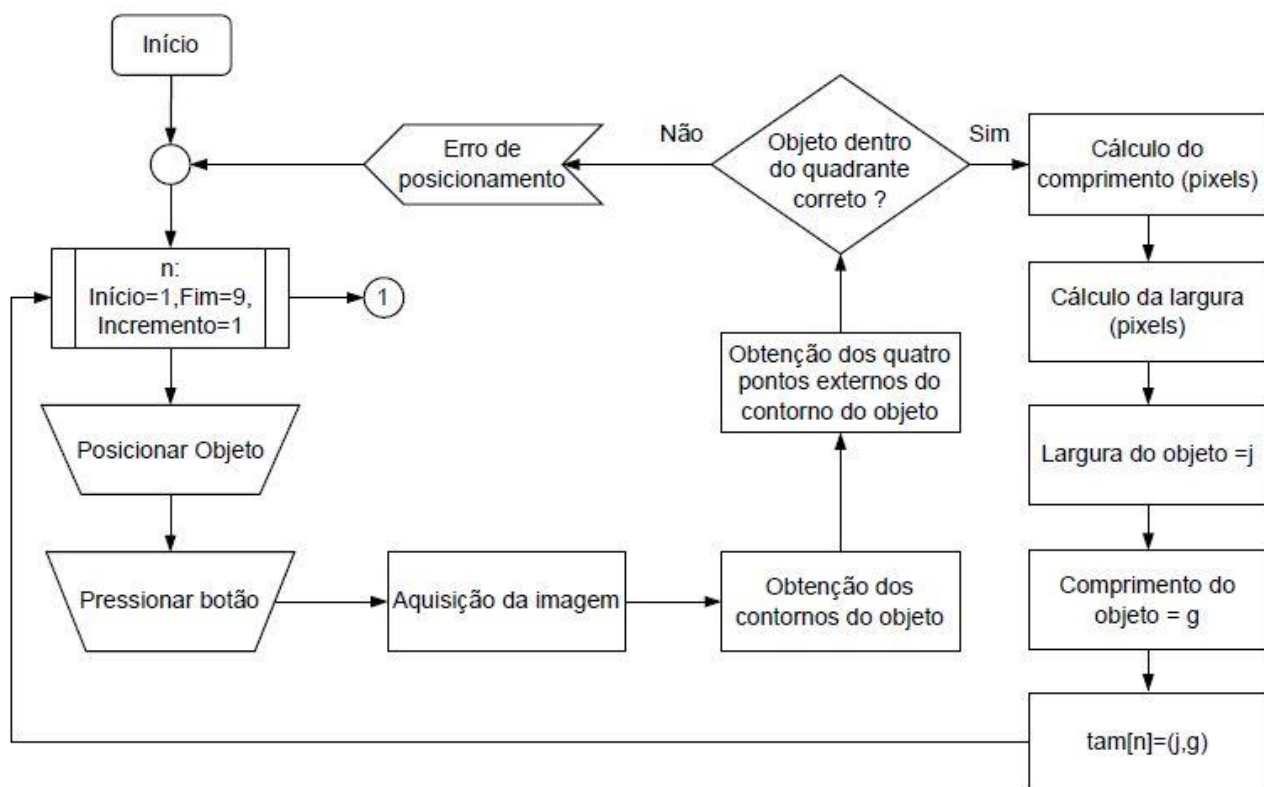 Início
n:
Início=1,Fim=9,
Incremento=1
1
Posicionar Objeto
Pressionar botão
Aquisição da imagem
Obtenção dos
contornos do objeto
Obtenção dos quatro
pontos externos do
contorno do objeto
Objeto dentro
do quadrante
correto ?
Não
Erro de
posicionamento
Sim
Cálculo do
comprimento (pixels)
Cálculo da largura
(pixels)
Largura do objeto =j
Comprimento do
objeto = g
tam[n]=(j,g)